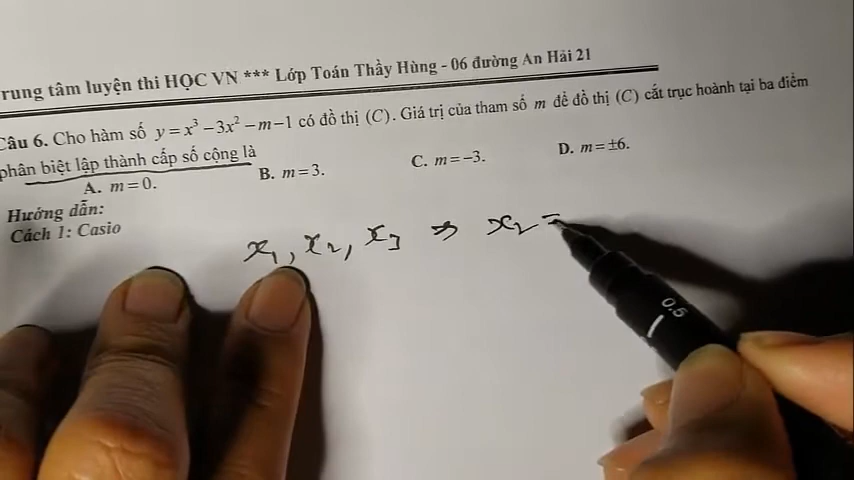 rung tâm luyện thi HỌC VN *** Lớp Toán Thầy Hùng - 06 đường An Hải 21
Câu 6. Cho hàm số y = x³ − 3x² − m − 1 có đồ thị (C). Giá trị của tham số m để đồ thị (C) cắt trục hoành tại ba điểm
phân biệt lập thành cấp số cộng là
A. m = 0. B. m = 3. C. m = −3. D. m = ±6.
Hướng dẫn:
Cách 1: Casio
x₁, x₂, x₃ ⇒ x₂ =
0.5